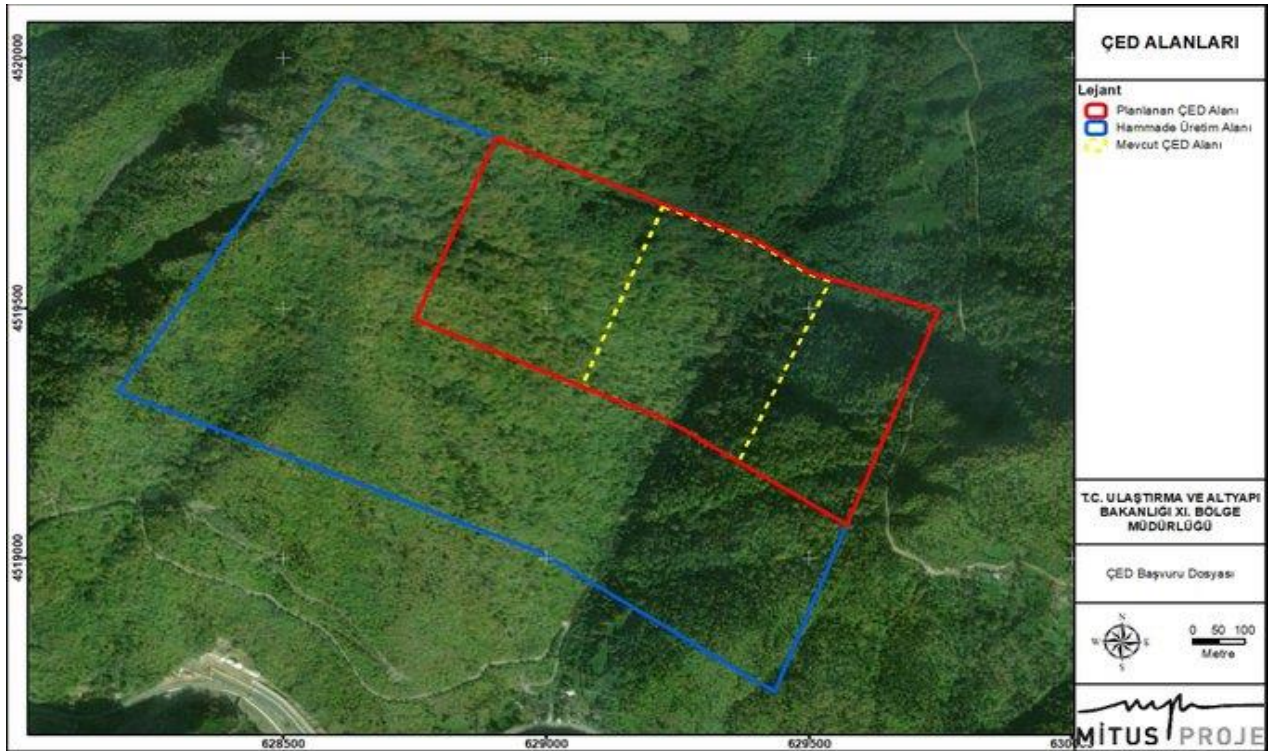 ÇED ALANLARI
Lejant
Planlanan ÇED Alanı
Hammade Üretim Alanı
Mevcut ÇED Alanı
T.C. ULAŞTIRMA VE ALTYAPI
BAKANLIĞI XI. BÖLGE
MÜDÜRLÜĞÜ
ÇED Başvuru Dosyası
N
W E
S
0 50 100
Metre
MİTUS PROJE
4520000
4519500
4519000
628500
629000
629500